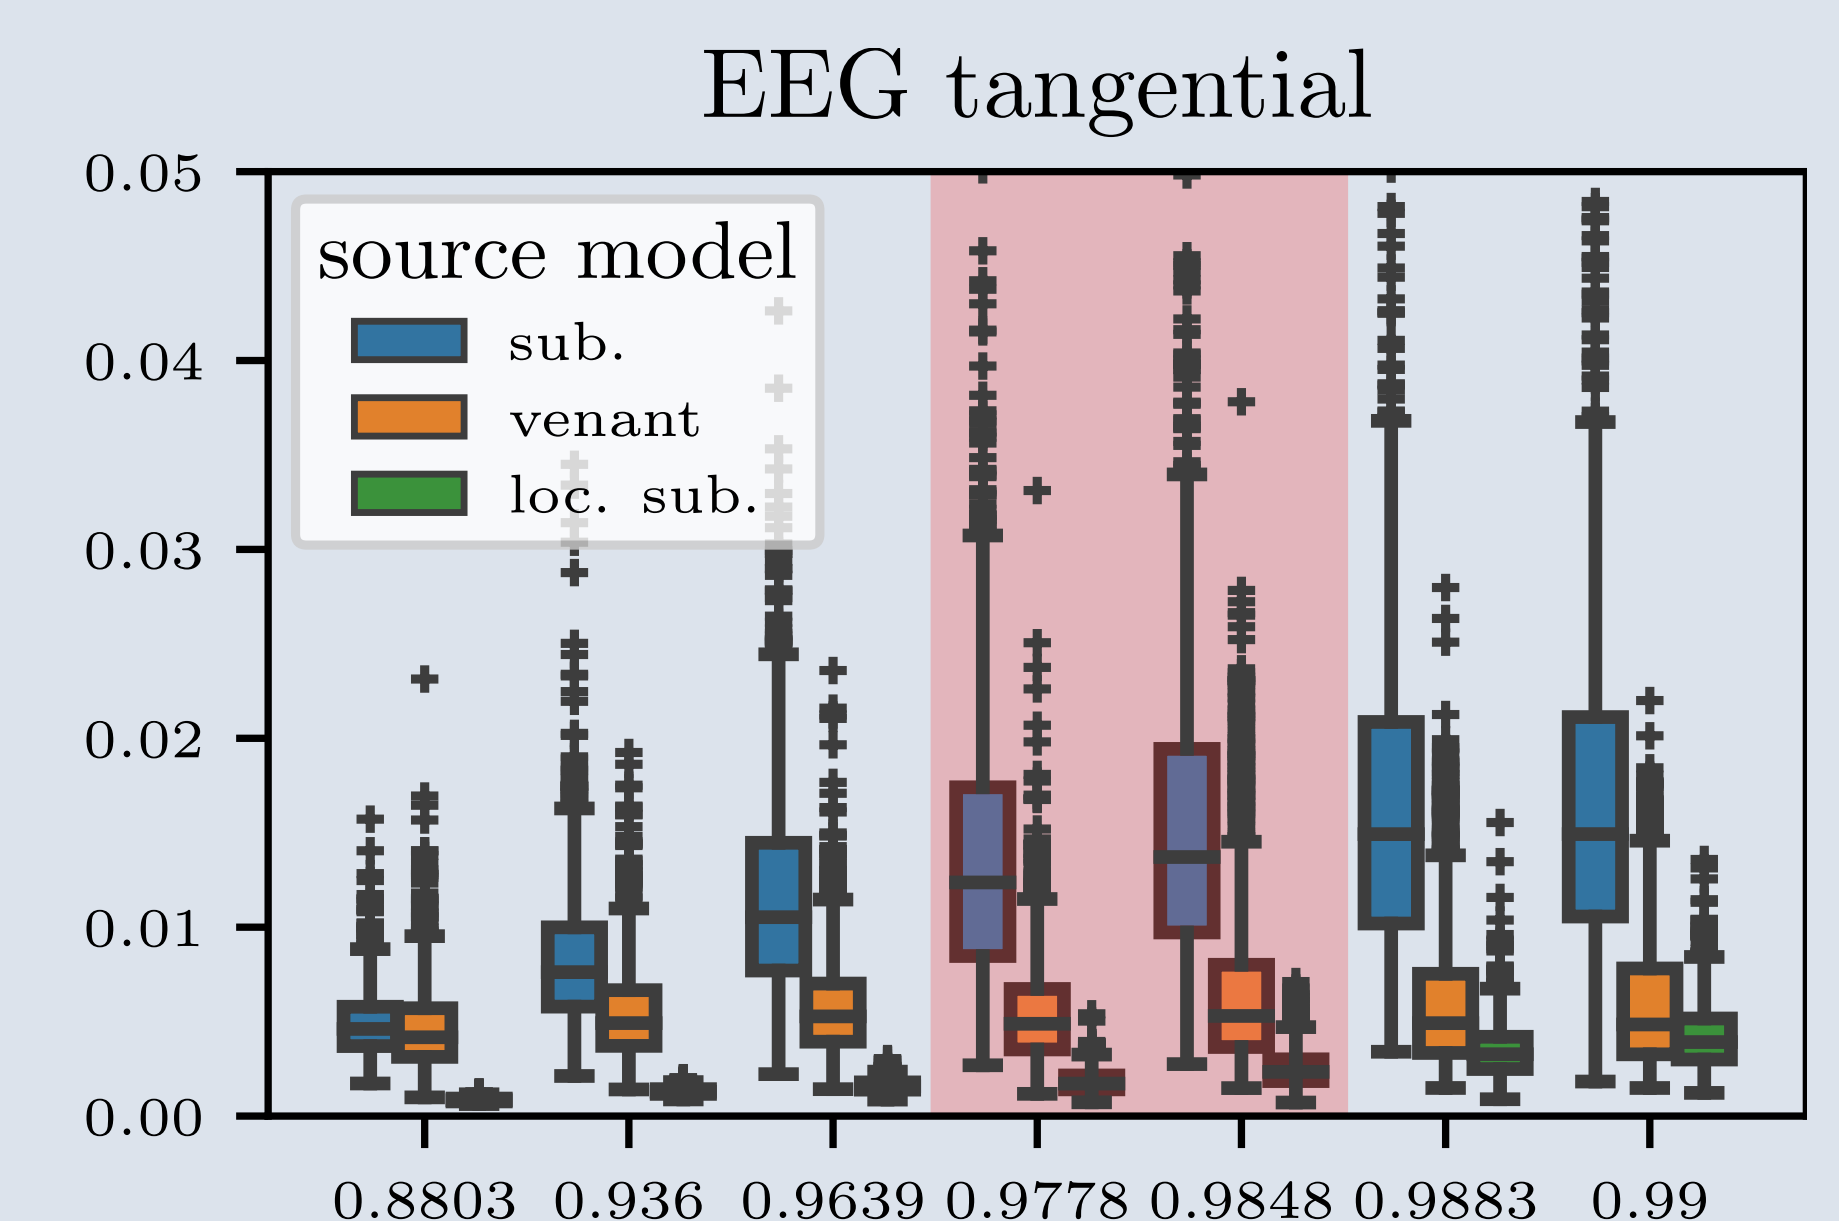 EEG tangential
0.05
0.04
0.03
0.02
0.01
0.00
source model
sub.
venant
loc. sub.
0.8803 0.936 0.9639 0.9778 0.9848 0.9883 0.99